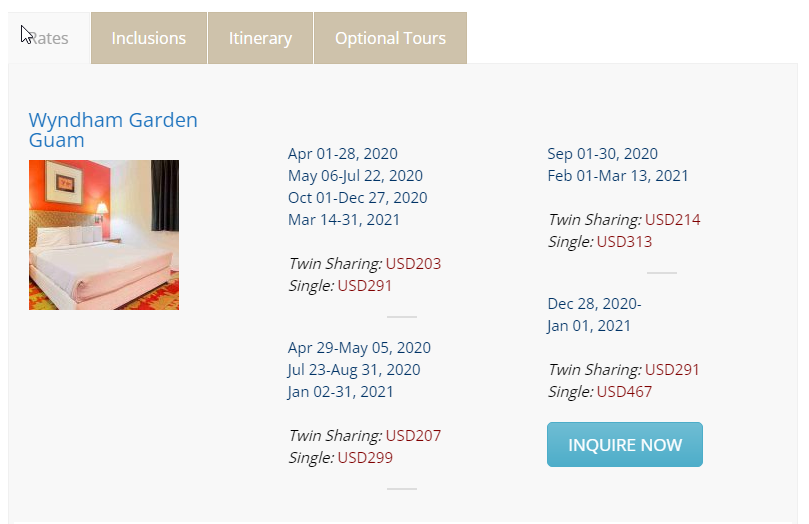 Rates
Inclusions
Itinerary
Optional Tours
Wyndham Garden
Guam
Apr 01-28, 2020
May 06-Jul 22, 2020
Oct 01-Dec 27, 2020
Mar 14-31, 2021
Twin Sharing: USD203
Single: USD291
Apr 29-May 05, 2020
Jul 23-Aug 31, 2020
Jan 02-31, 2021
Twin Sharing: USD207
Single: USD299
Sep 01-30, 2020
Feb 01-Mar 13, 2021
Twin Sharing: USD214
Single: USD313
Dec 28, 2020-
Jan 01, 2021
Twin Sharing: USD291
Single: USD467
INQUIRE NOW